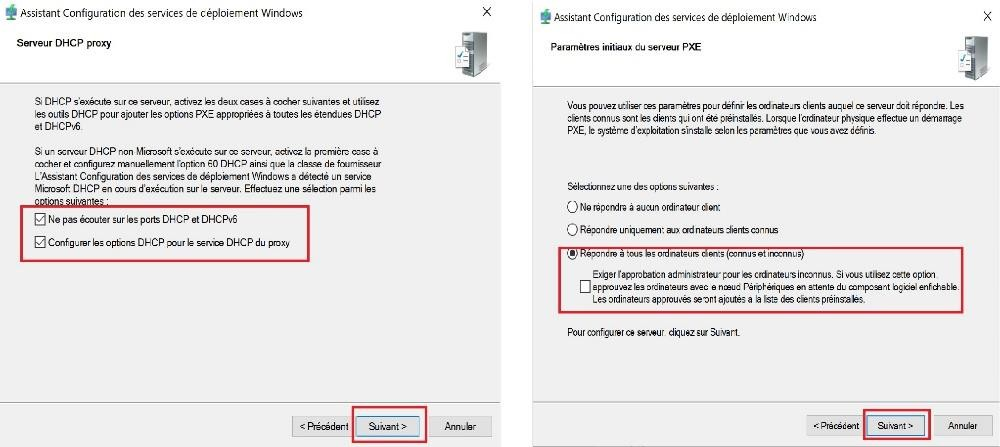 Assistant Configuration des services de déploiement Windows
Serveur DHCP proxy
Si DHCP s'exécute sur ce serveur, activez les deux cases à cocher suivantes et utilisez
les outils DHCP pour ajouter les options PXE appropriées à toutes les étendues DHCP
et DHCPv6.
Si un serveur DHCP non Microsoft s'exécute sur ce serveur, activez la première case à
cocher et configurez manuellement l'option 60 DHCP ainsi que la classe de fournisseur
L'Assistant Configuration des services de déploiement Windows a détecté un service
Microsoft DHCP en cours d'exécution sur le serveur. Effectuez une sélection parmi les
options suivantes :
Ne pas écouter sur les ports DHCP et DHCPv6
Configurer les options DHCP pour le service DHCP du proxy
< Précédent
Suivant >
Annuler
Assistant Configuration des services de déploiement Windows
Paramètres initiaux du serveur PXE
Vous pouvez utiliser ces paramètres pour définir les ordinateurs clients auquel ce serveur doit répondre. Les
clients connus sont les clients qui ont été préinstallés. Lorsque l'ordinateur physique effectue un démarrage
PXE, le système d'exploitation s'installe selon les paramètres que vous avez définis.
Sélectionnez une des options suivantes :
Ne répondre à aucun ordinateur client
Répondre uniquement aux ordinateurs clients connus
Répondre à tous les ordinateurs clients (connus et inconnus)
Exiger l'approbation administrateur pour les ordinateurs inconnus. Si vous utilisez cette option,
approuvez les ordinateurs avec le nœud Périphériques en attente du composant logiciel enfichable.
Les ordinateurs approuvés seront ajoutés à la liste des clients préinstallés.
Pour configurer ce serveur, cliquez sur Suivant.
< Précédent
Suivant >
Annuler